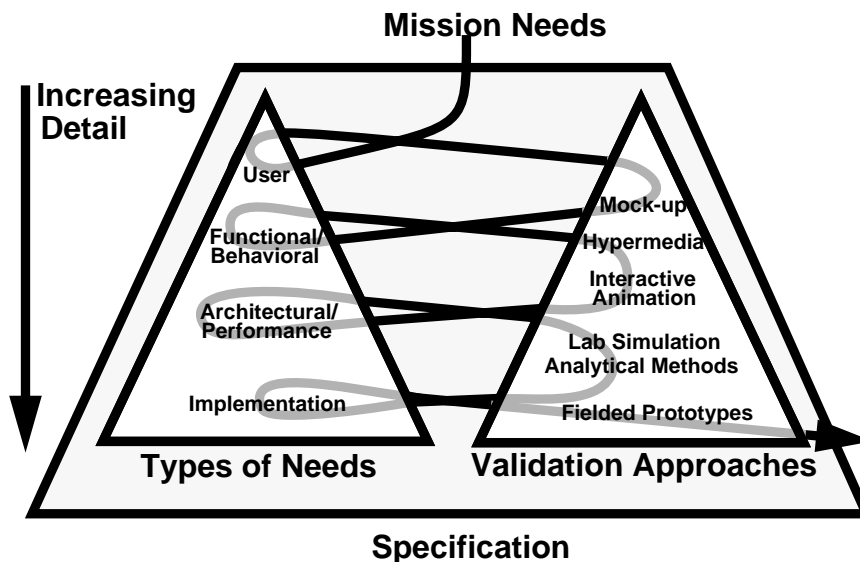 Mission Needs
Increasing
Detail
User
Functional/
Behavioral
Architectural/
Performance
Implementation
Types of Needs
Mock-up
Hypermedia
Interactive
Animation
Lab Simulation
Analytical Methods
Fielded Prototypes
Validation Approaches
Specification